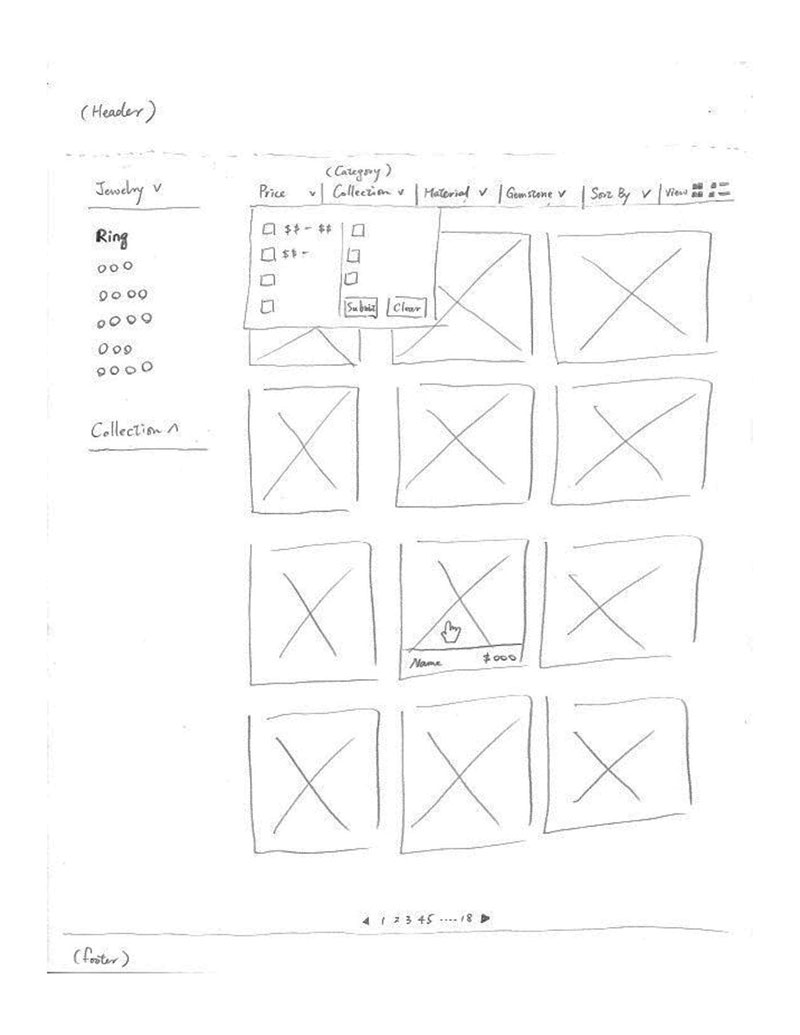 (Header)
(Category)
Jewelry ∨
Price ∨ | Collection ∨ | Material ∨ | Gemstone ∨ | Sort By ∨ | View
Ring
$$ - $$
$$ -
ooo
oooo
oooo
ooo
oooo
Submit Clear
Collection ∧
Name $ooo
◀ 1 2 3 4 5 .... 18 ▶
(footer)